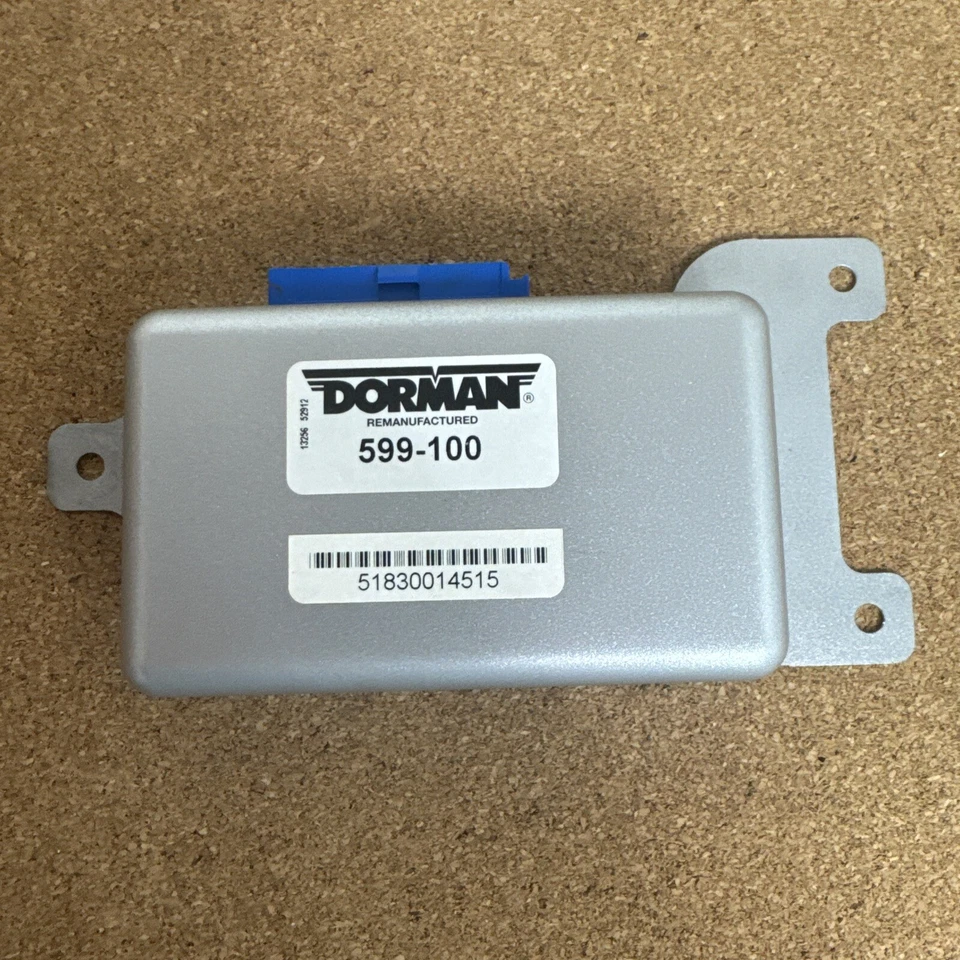 DORMAN®
REMANUFACTURED
599-100
13256 52912
51830014515